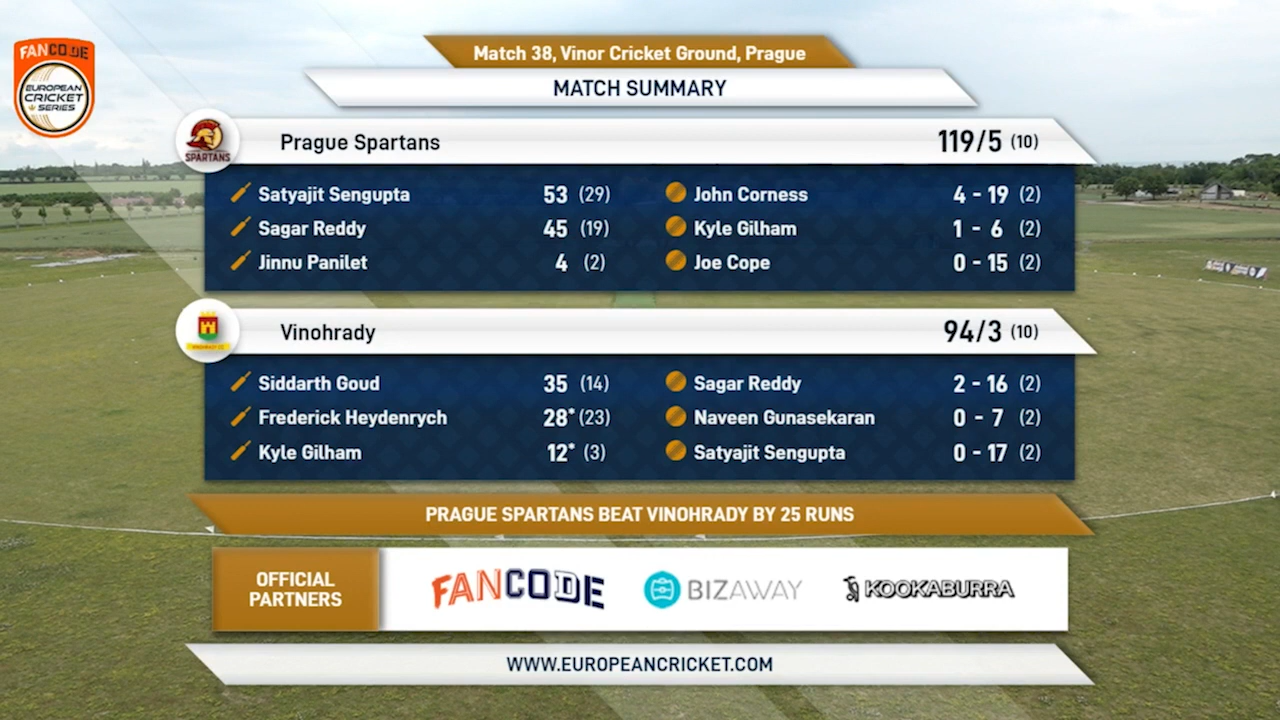 FANCODE
EUROPEAN
CRICKET
SERIES
Match 38, Vinor Cricket Ground, Prague
MATCH SUMMARY
SPARTANS
Prague Spartans 119/5 (10)
Satyajit Sengupta 53 (29) John Corness 4 - 19 (2)
Sagar Reddy 45 (19) Kyle Gilham 1 - 6 (2)
Jinnu Panilet 4 (2) Joe Cope 0 - 15 (2)
Vinohrady 94/3 (10)
Siddarth Goud 35 (14) Sagar Reddy 2 - 16 (2)
Frederick Heydenrych 28* (23) Naveen Gunasekaran 0 - 7 (2)
Kyle Gilham 12* (3) Satyajit Sengupta 0 - 17 (2)
PRAGUE SPARTANS BEAT VINOHRADY BY 25 RUNS
OFFICIAL
PARTNERS
FANCODE BIZAWAY KOOKABURRA
WWW.EUROPEANCRICKET.COM